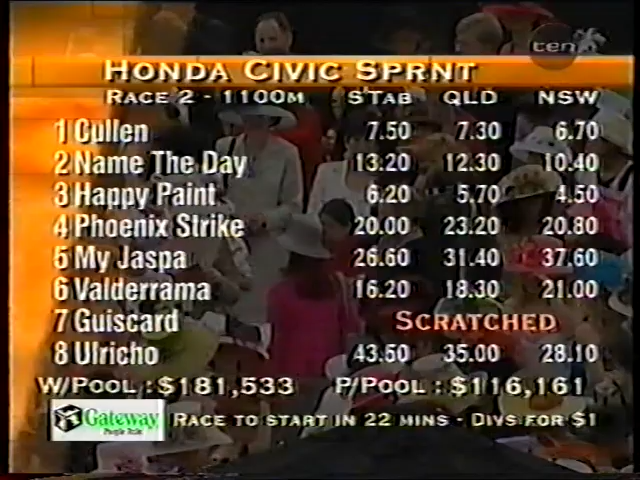 ten
HONDA CIVIC SPRNT
RACE 2 - 1100M STAB QLD NSW
1 Cullen 7.50 7.30 6.70
2 Name The Day 13.20 12.30 10.40
3 Happy Paint 6.20 5.70 4.50
4 Phoenix Strike 20.00 23.20 20.80
5 My Jaspa 26.60 31.40 37.60
6 Valderrama 16.20 18.30 21.00
7 Guiscard SCRATCHED
8 Ulricho 43.50 35.00 28.10
W/POOL : $181,533 P/POOL : $116,161
Gateway RACE TO START IN 22 MINS - DIVS FOR $1